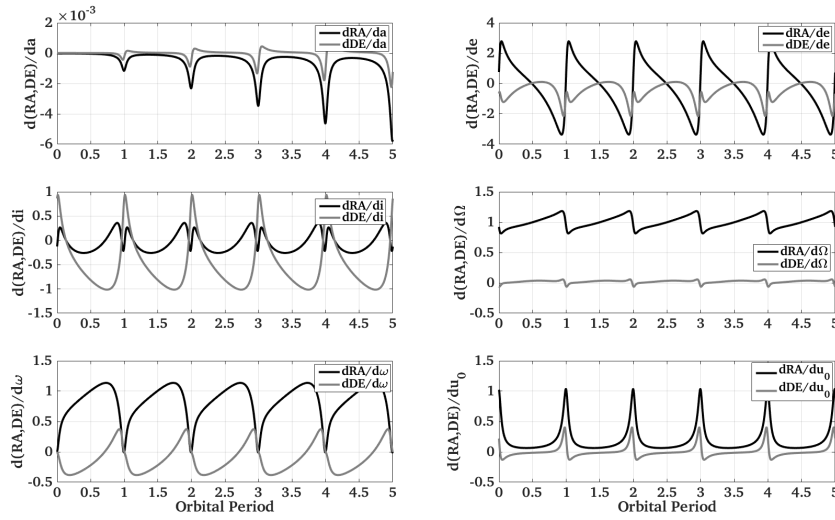 × 10⁻³
2
0
-2
-4
-6
d(RA,DE)/da
dRA/da
dDE/da
0 0.5 1 1.5 2 2.5 3 3.5 4 4.5 5
4
2
0
-2
-4
d(RA,DE)/de
dRA/de
dDE/de
0 0.5 1 1.5 2 2.5 3 3.5 4 4.5 5
1
0.5
0
-0.5
-1
-1.5
d(RA,DE)/di
dRA/di
dDE/di
0 0.5 1 1.5 2 2.5 3 3.5 4 4.5 5
1.5
1
0.5
0
-0.5
d(RA,DE)/dΩ
dRA/dΩ
dDE/dΩ
0 0.5 1 1.5 2 2.5 3 3.5 4 4.5 5
1.5
1
0.5
0
-0.5
d(RA,DE)/dω
dRA/dω
dDE/dω
0 0.5 1 1.5 2 2.5 3 3.5 4 4.5 5
Orbital Period
1.5
1
0.5
0
-0.5
d(RA,DE)/du₀
dRA/du₀
dDE/du₀
0 0.5 1 1.5 2 2.5 3 3.5 4 4.5 5
Orbital Period